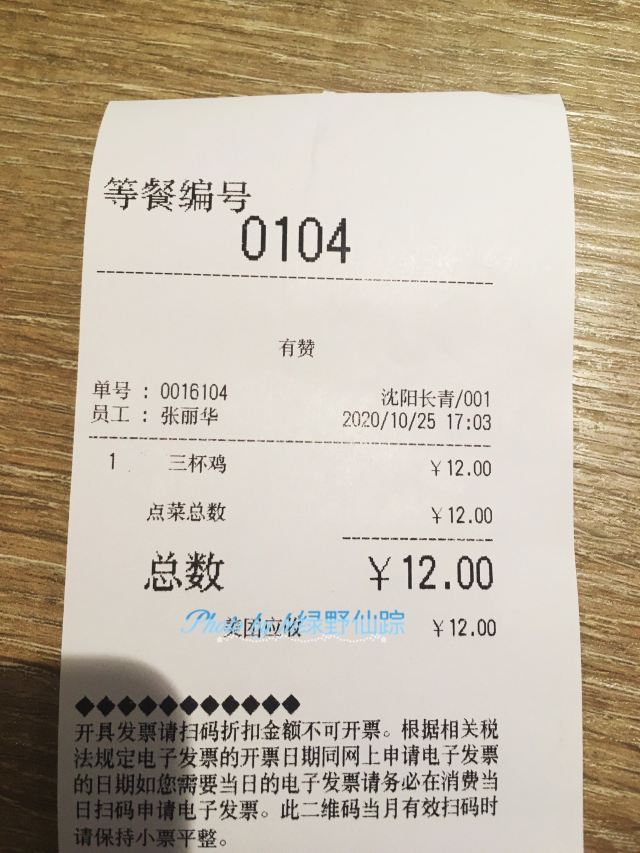 等餐编号
0104
有赞
单号 : 0016104 沈阳长青/001
员工 : 张丽华 2020/10/25 17:03
1 三杯鸡 ¥12.00
点菜总数 ¥12.00
总数 ¥12.00
美团应收 ¥12.00
Photo by 绿野仙踪
开具发票请扫码折扣金额不可开票。根据相关税
法规定电子发票的开票日期同网上申请电子发票
的日期如您需要当日的电子发票请务必在消费当
日扫码申请电子发票。此二维码当月有效扫码时
请保持小票平整。